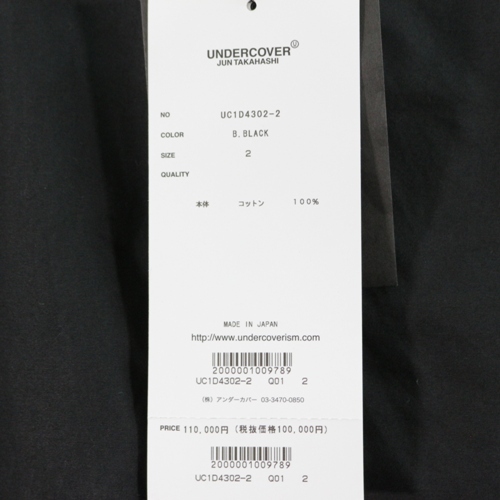 UNDERCOVER U
JUN TAKAHASHI
NO UC1D4302-2
COLOR B.BLACK
SIZE 2
QUALITY
本体 コットン 100%
MADE IN JAPAN
http://www.undercoverism.com
2000001009789
UC1D4302-2 Q01 2
(株) アンダーカバー 03-3470-0850
PRICE 110,000円 (税抜価格100,000円)
2000001009789
UC1D4302-2 Q01 2